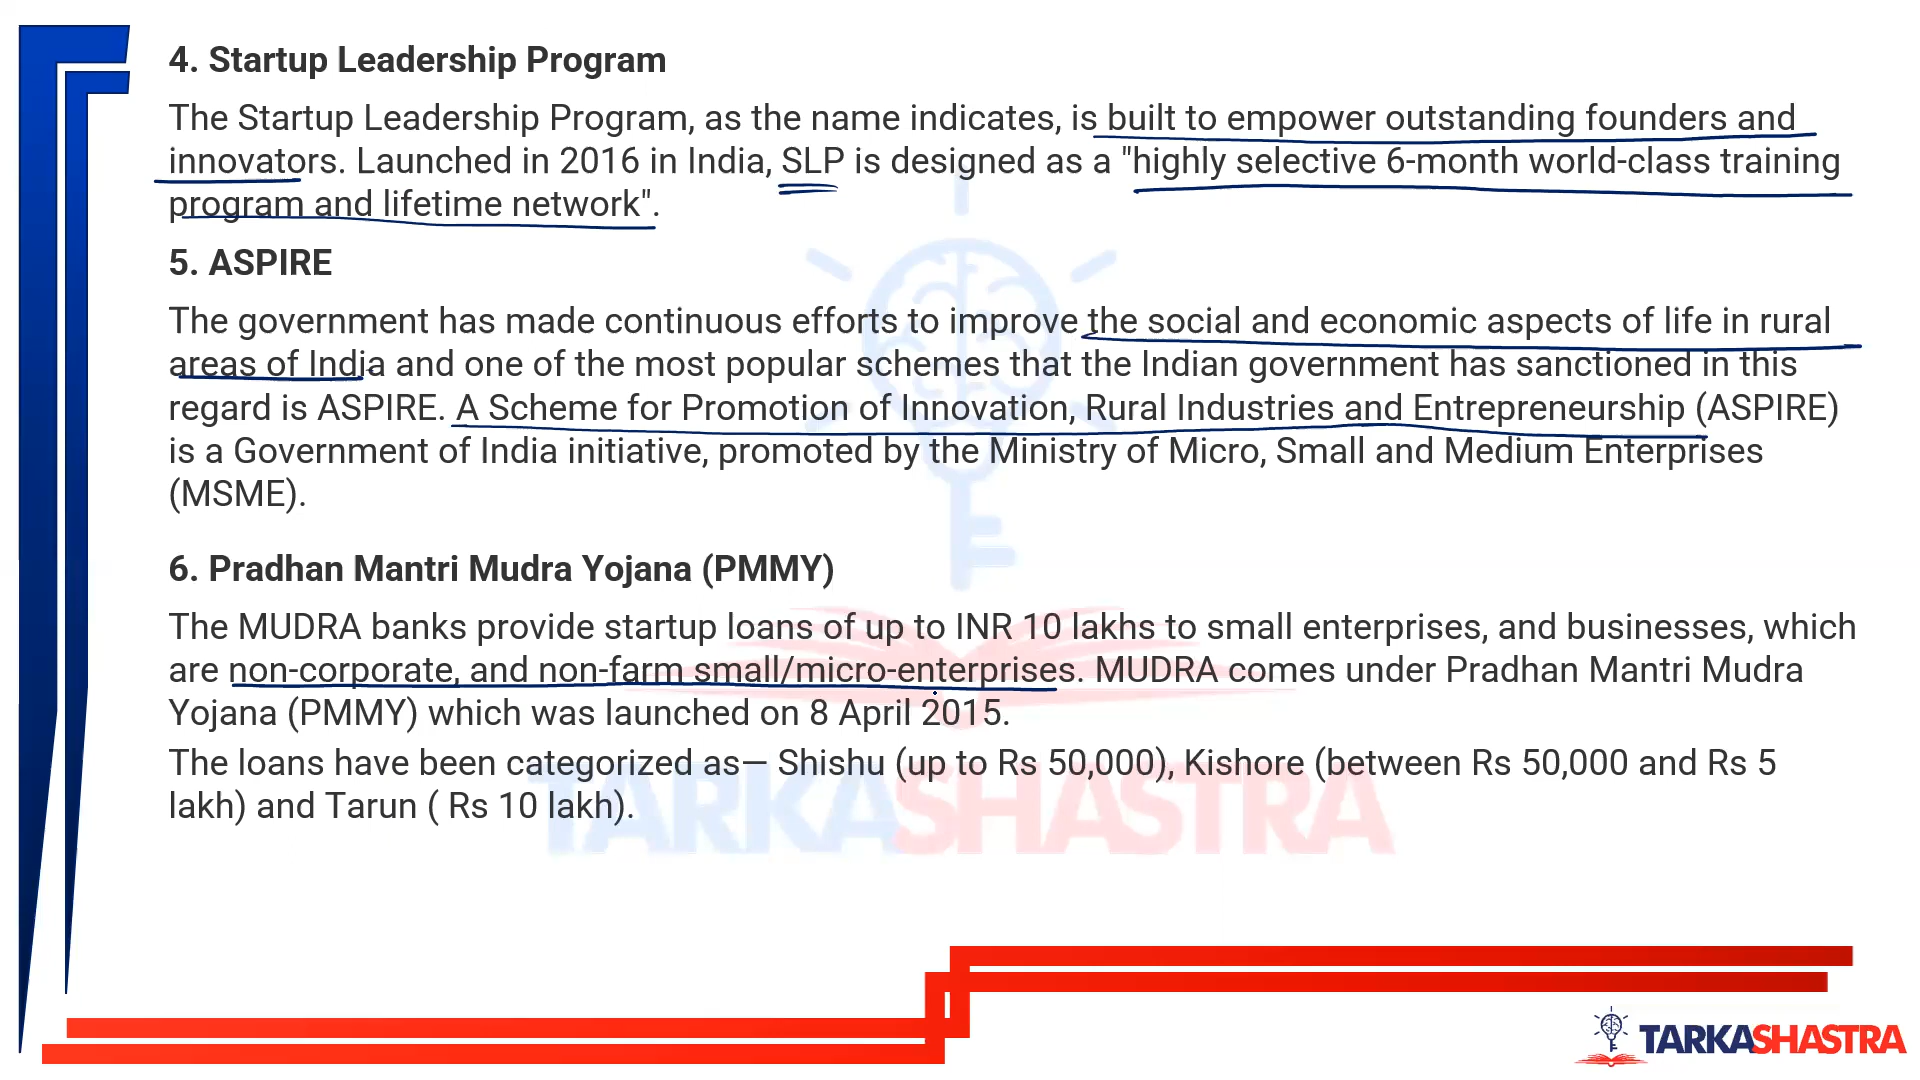 4. Startup Leadership Program
The Startup Leadership Program, as the name indicates, is built to empower outstanding founders and
innovators. Launched in 2016 in India, SLP is designed as a "highly selective 6-month world-class training
program and lifetime network".
5. ASPIRE
The government has made continuous efforts to improve the social and economic aspects of life in rural
areas of India and one of the most popular schemes that the Indian government has sanctioned in this
regard is ASPIRE. A Scheme for Promotion of Innovation, Rural Industries and Entrepreneurship (ASPIRE)
is a Government of India initiative, promoted by the Ministry of Micro, Small and Medium Enterprises
(MSME).
6. Pradhan Mantri Mudra Yojana (PMMY)
The MUDRA banks provide startup loans of up to INR 10 lakhs to small enterprises, and businesses, which
are non-corporate, and non-farm small/micro-enterprises. MUDRA comes under Pradhan Mantri Mudra
Yojana (PMMY) which was launched on 8 April 2015.
The loans have been categorized as— Shishu (up to Rs 50,000), Kishore (between Rs 50,000 and Rs 5
lakh) and Tarun ( Rs 10 lakh).
TARKASHASTRA
TARKASHASTRA